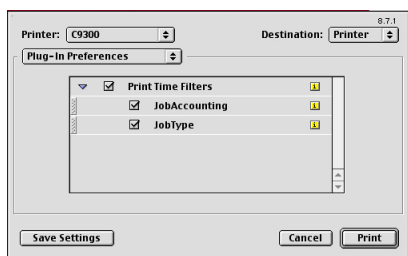 8.7.1
Printer: C9300 Destination: Printer
Plug-In Preferences
Print Time Filters
JobAccounting
JobType
Save Settings Cancel Print